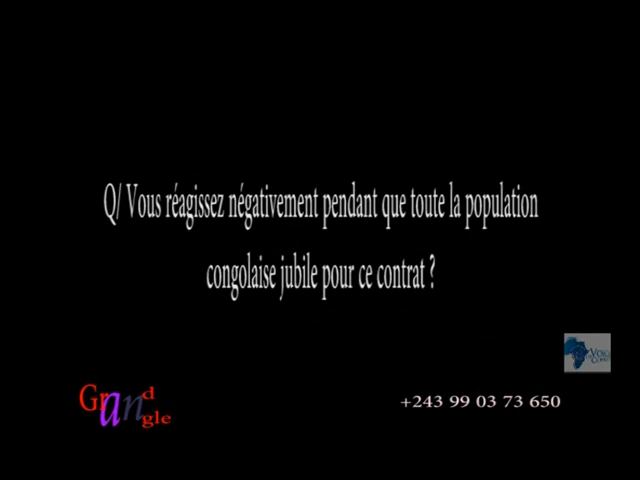 Q/ Vous réagissez négativement pendant que toute la population
congolaise jubile pour ce contrat ?
Grand
angle
+243 99 03 73 650